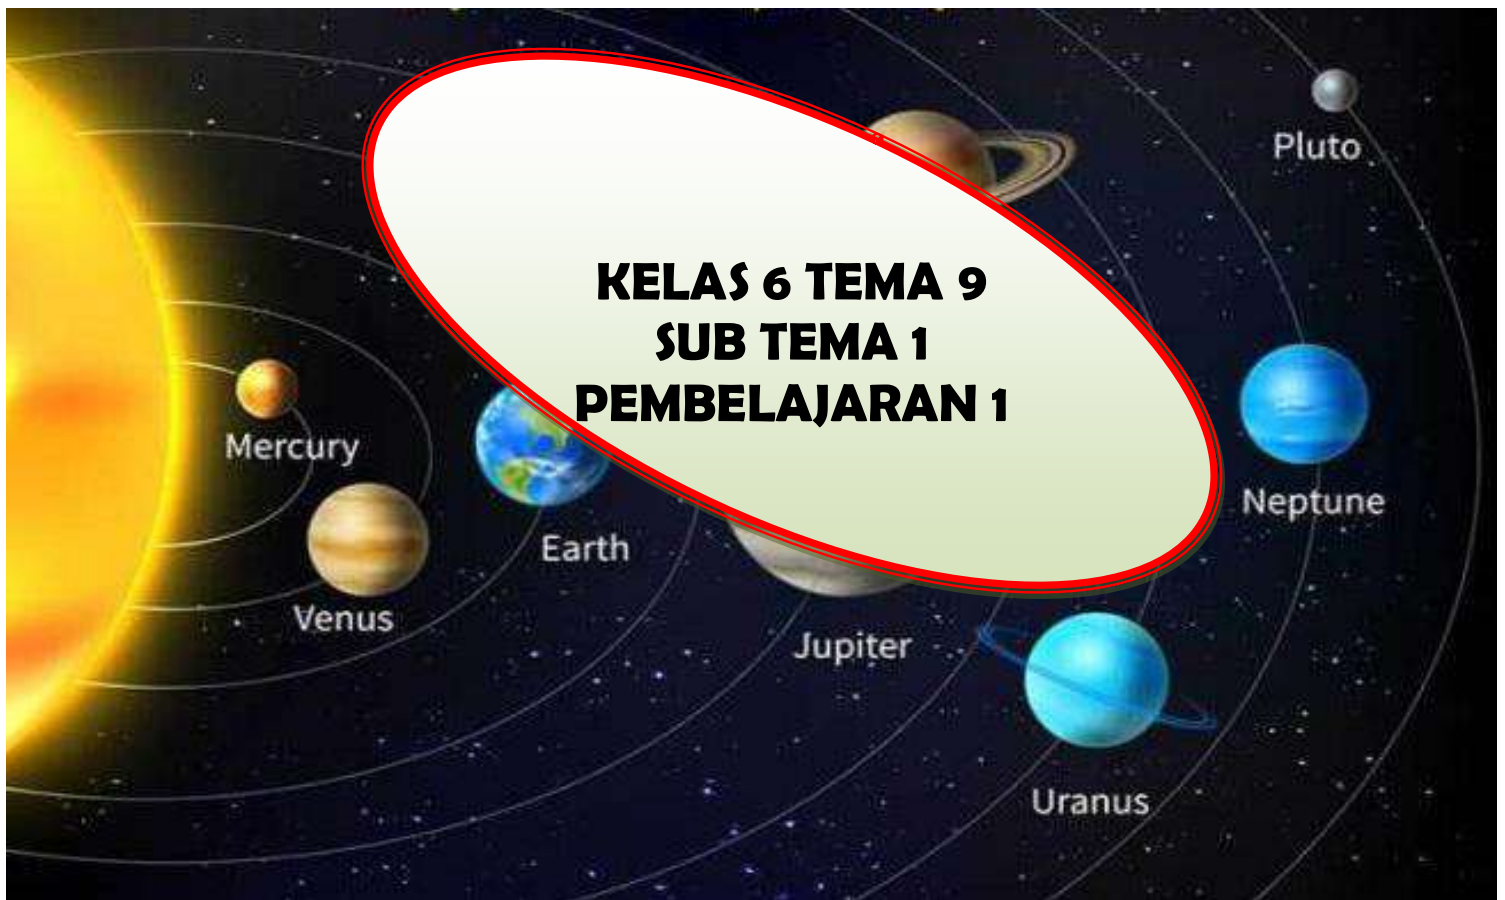 Pluto
KELAS 6 TEMA 9
SUB TEMA 1
PEMBELAJARAN 1
Mercury
Neptune
Earth
Venus
Jupiter
Uranus